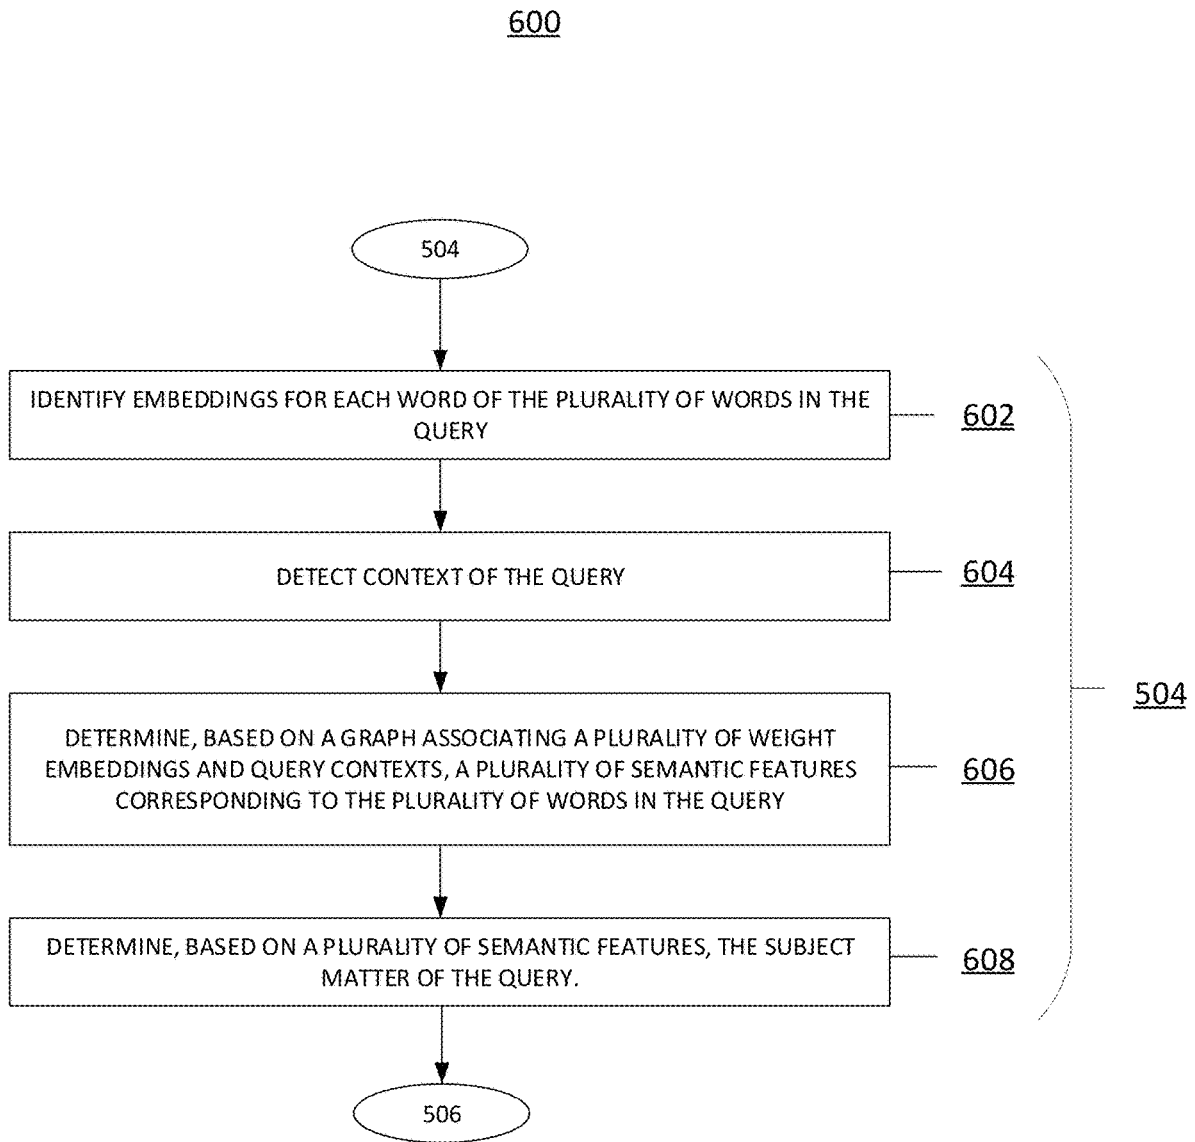 600
504
IDENTIFY EMBEDDINGS FOR EACH WORD OF THE PLURALITY OF WORDS IN THE
QUERY
602
DETECT CONTEXT OF THE QUERY
604
DETERMINE, BASED ON A GRAPH ASSOCIATING A PLURALITY OF WEIGHT
EMBEDDINGS AND QUERY CONTEXTS, A PLURALITY OF SEMANTIC FEATURES
CORRESPONDING TO THE PLURALITY OF WORDS IN THE QUERY
606
504
DETERMINE, BASED ON A PLURALITY OF SEMANTIC FEATURES, THE SUBJECT
MATTER OF THE QUERY.
608
506